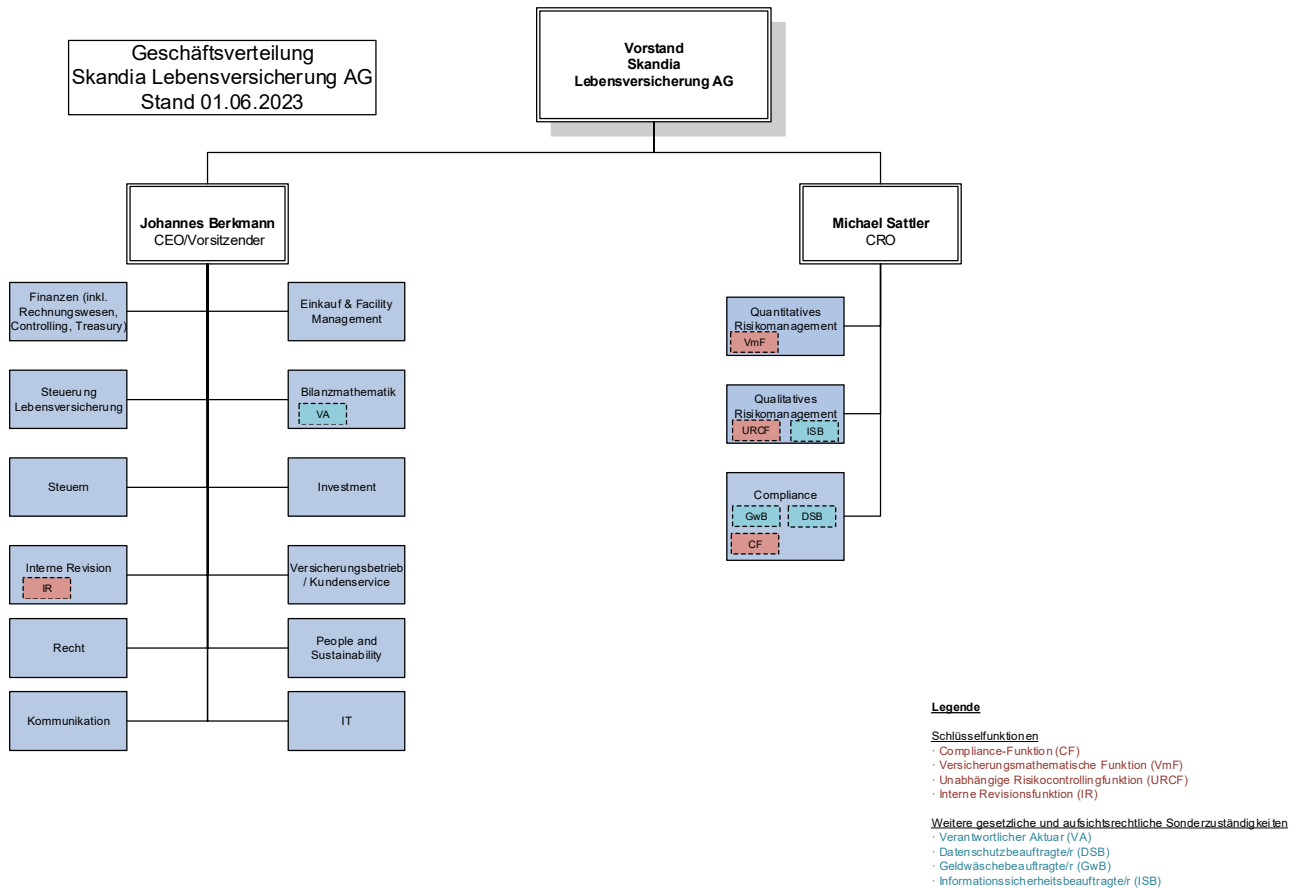 Geschäftsverteilung
Skandia Lebensversicherung AG
Stand 01.06.2023
Vorstand
Skandia
Lebensversicherung AG
Johannes Berkmann
CEO/Vorsitzender
Michael Sattler
CRO
Finanzen (inkl.
Rechnungswesen,
Controlling, Treasury)
Einkauf & Facility
Management
Steuerung
Lebensversicherung
Bilanzmathematik
VA
Steuern
Investment
Interne Revision
IR
Versicherungsbetrieb
/ Kundenservice
Recht
People and
Sustainability
Kommunikation
IT
Quantitatives
Risikomanagement
VmF
Qualitatives
Risikomanagement
URCF
ISB
Compliance
GwB
DSB
CF
Legende
Schlüsselfunktionen
· Compliance-Funktion (CF)
· Versicherungsmathematische Funktion (VmF)
· Unabhängige Risikocontrollingfunktion (URCF)
· Interne Revisionsfunktion (IR)
Weitere gesetzliche und aufsichtsrechtliche Sonderzuständigkeiten
· Verantwortlicher Aktuar (VA)
· Datenschutzbeauftragte/r (DSB)
· Geldwäschebeauftragte/r (GwB)
· Informationssicherheitsbeauftragte/r (ISB)